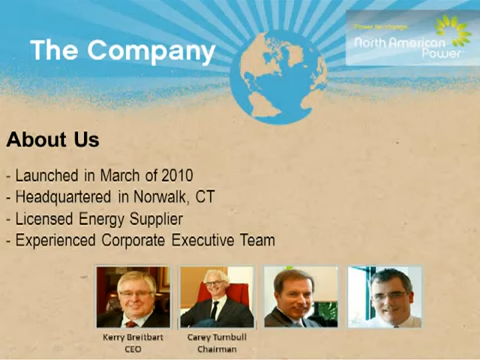 The Company
North American
Power
About Us
- Launched in March of 2010
- Headquartered in Norwalk, CT
- Licensed Energy Supplier
- Experienced Corporate Executive Team
Kerry Breitbart
CEO
Carey Turnbull
Chairman